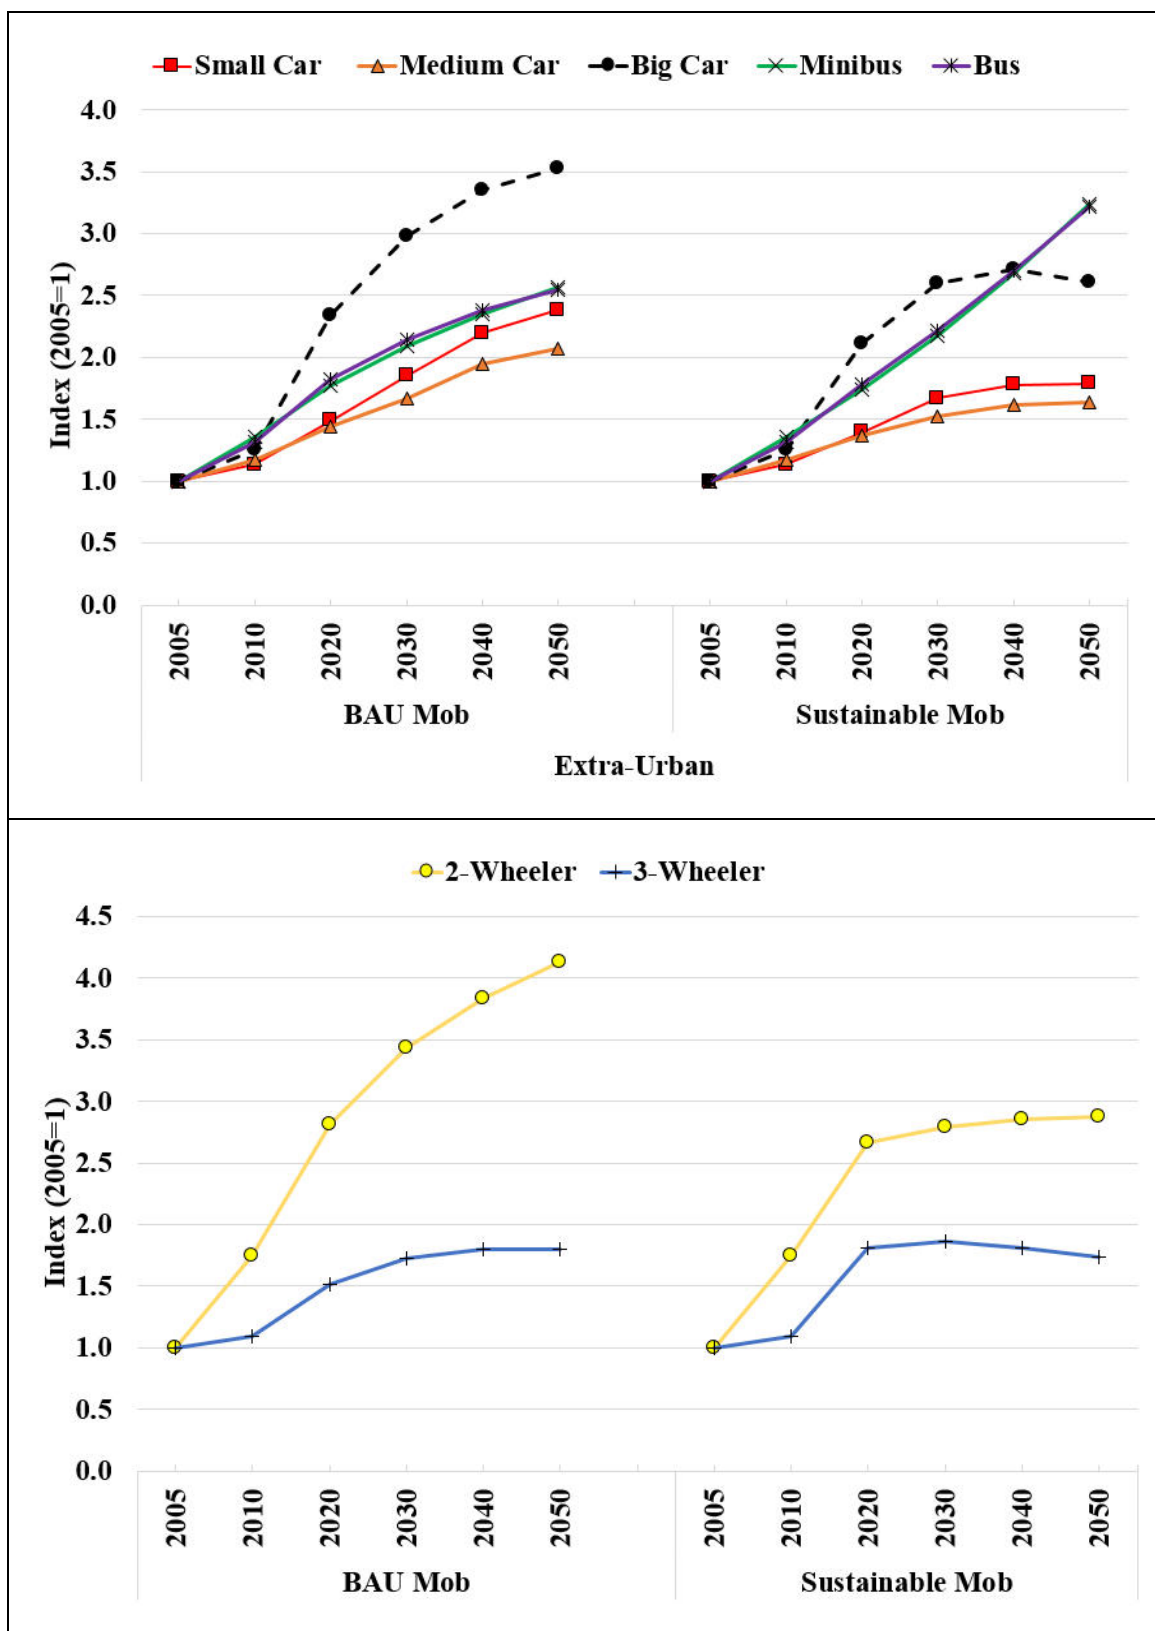 Small Car Medium Car Big Car Minibus Bus
Index (2005=1)
4.0
3.5
3.0
2.5
2.0
1.5
1.0
0.5
0.0
2005 2010 2020 2030 2040 2050 2005 2010 2020 2030 2040 2050
BAU Mob Sustainable Mob
Extra-Urban
2-Wheeler 3-Wheeler
Index (2005=1)
4.5
4.0
3.5
3.0
2.5
2.0
1.5
1.0
0.5
0.0
2005 2010 2020 2030 2040 2050 2005 2010 2020 2030 2040 2050
BAU Mob Sustainable Mob